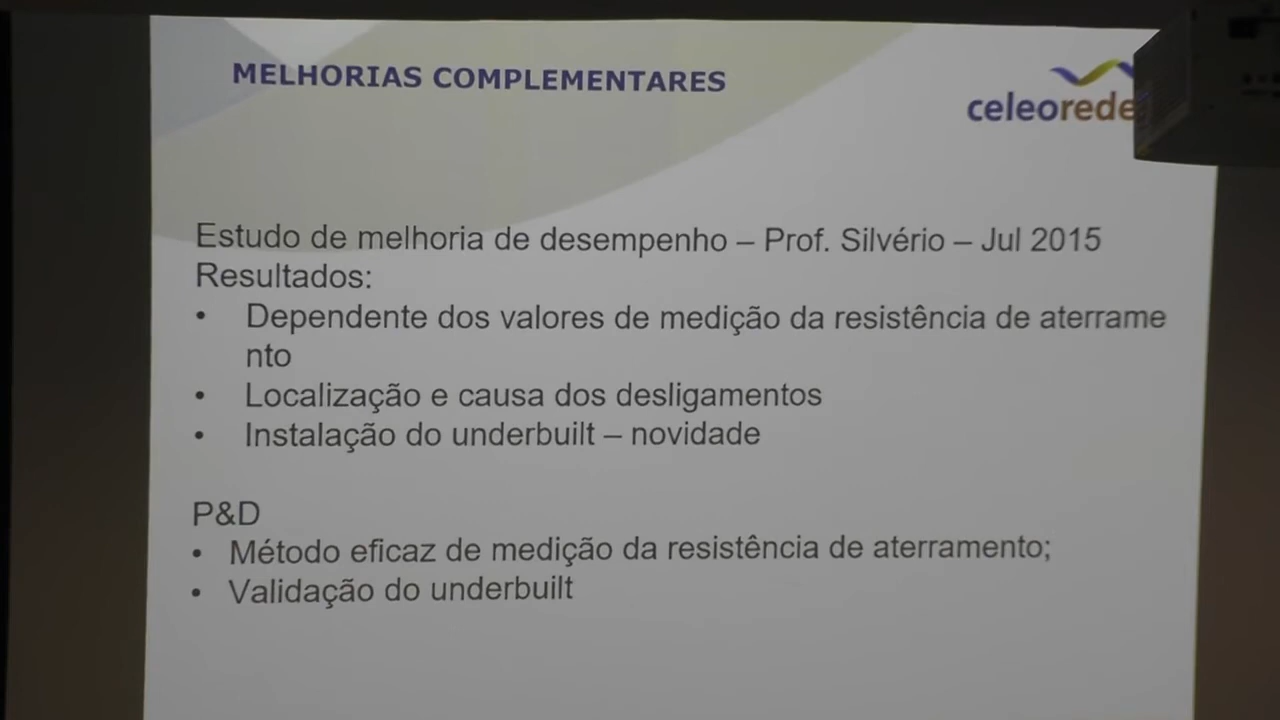 MELHORIAS COMPLEMENTARES
celeorede
Estudo de melhoria de desempenho – Prof. Silvério – Jul 2015
Resultados:
• Dependente dos valores de medição da resistência de aterrame
nto
• Localização e causa dos desligamentos
• Instalação do underbuilt – novidade
P&D
• Método eficaz de medição da resistência de aterramento;
• Validação do underbuilt